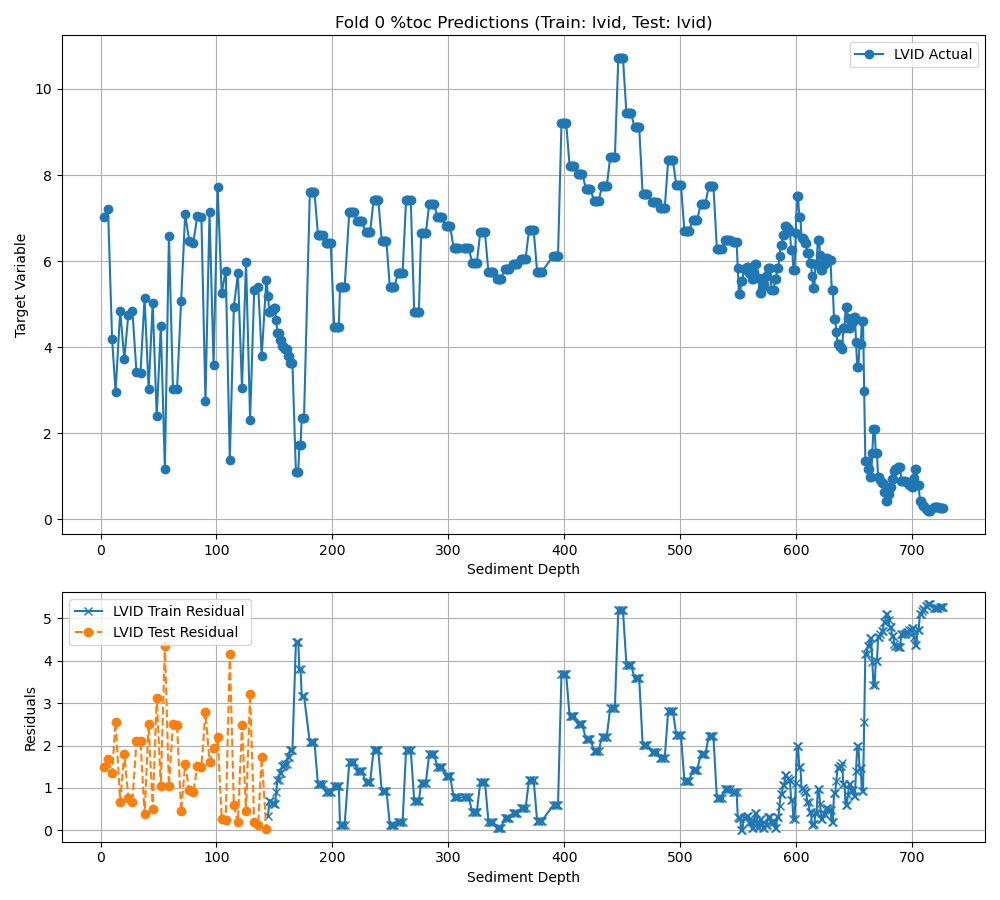 Fold 0 %toc Predictions (Train: lvid, Test: lvid)
LVID Actual
Target Variable
10
8
6
4
2
0
0 100 200 300 400 500 600 700
Sediment Depth
LVID Train Residual
LVID Test Residual
Residuals
5
4
3
2
1
0
0 100 200 300 400 500 600 700
Sediment Depth